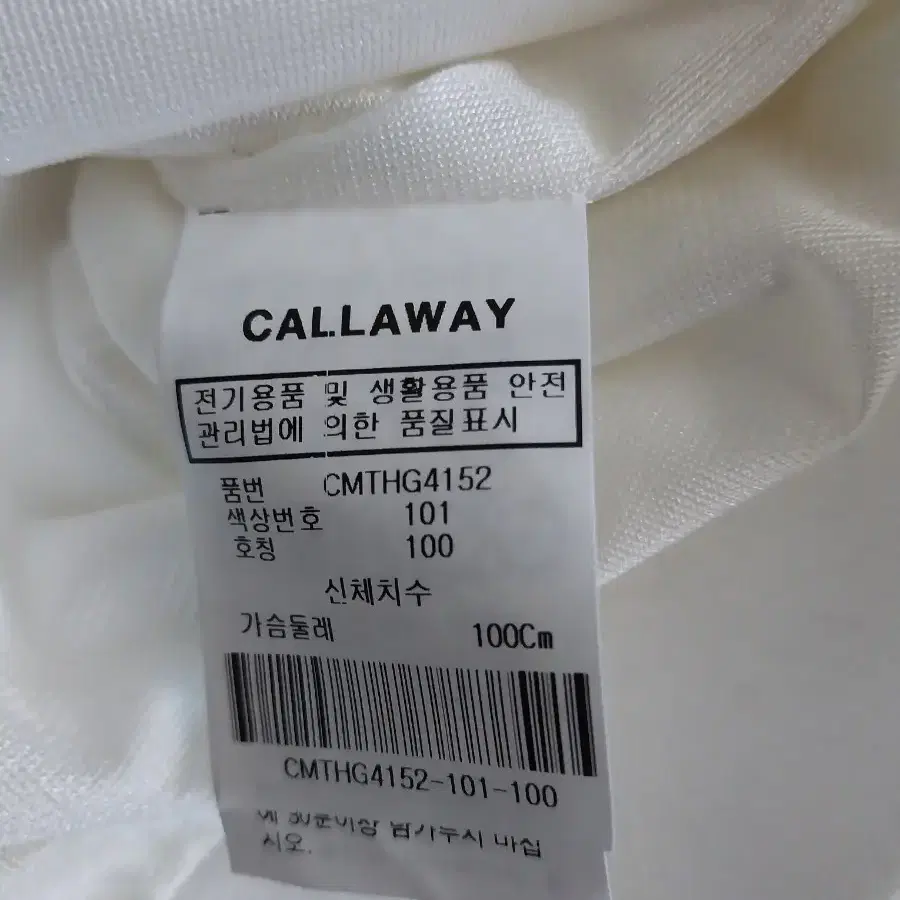 CALLAWAY
전기용품 및 생활용품 안전
관리법에 의한 품질표시
품번 CMTHG4152
색상번호 101
호칭 100
신체치수
가슴둘레 100Cm
CMTHG4152-101-100
마십
시오.